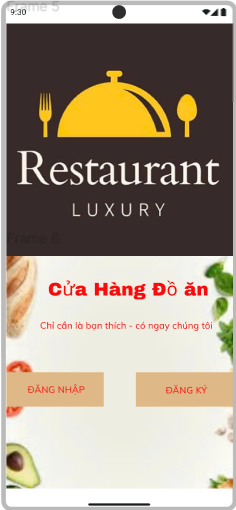 Frame 5
9:30
Restaurant
LUXURY
Frame 6
Cửa Hàng Đồ ăn
Chỉ cần là bạn thích - có ngay chúng tôi
ĐĂNG NHẬP
ĐĂNG KÝ